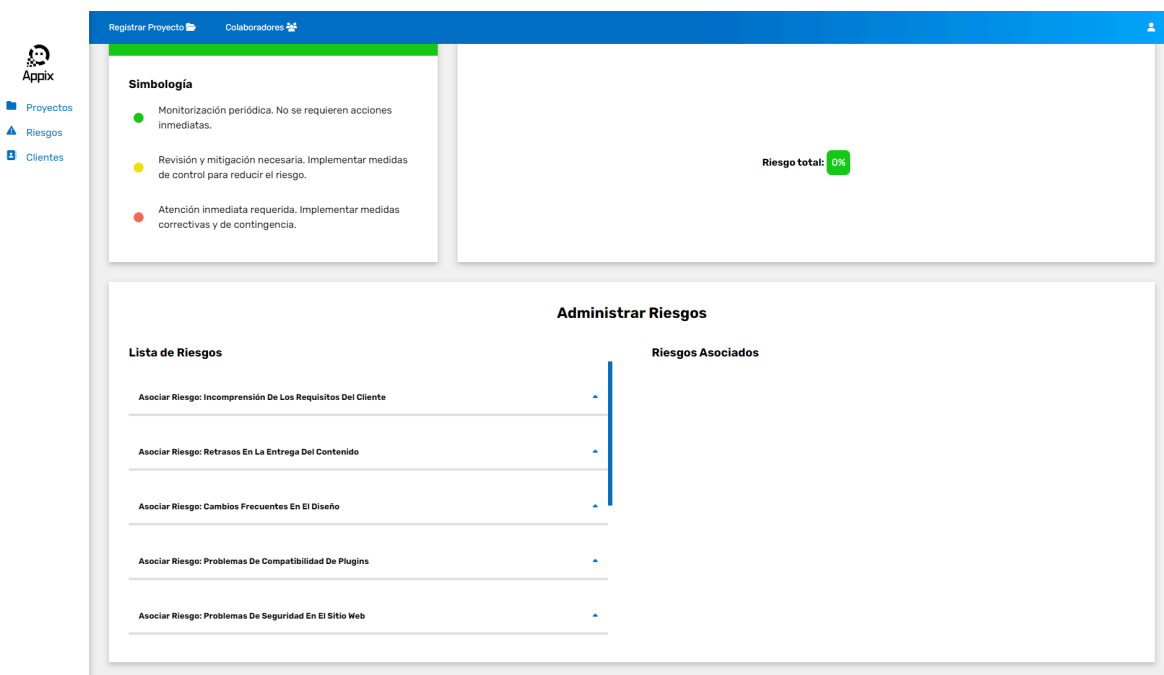 Registrar Proyecto
Colaboradores
Appix
Proyectos
Riesgos
Clientes
Simbología
Monitorización periódica. No se requieren acciones
inmediatas.
Revisión y mitigación necesaria. Implementar medidas
de control para reducir el riesgo.
Atención inmediata requerida. Implementar medidas
correctivas y de contingencia.
Riesgo total: 0%
Administrar Riesgos
Lista de Riesgos
Asociar Riesgo: Incomprensión De Los Requisitos Del Cliente
Asociar Riesgo: Retrasos En La Entrega Del Contenido
Asociar Riesgo: Cambios Frecuentes En El Diseño
Asociar Riesgo: Problemas De Compatibilidad De Plugins
Asociar Riesgo: Problemas De Seguridad En El Sitio Web
Riesgos Asociados